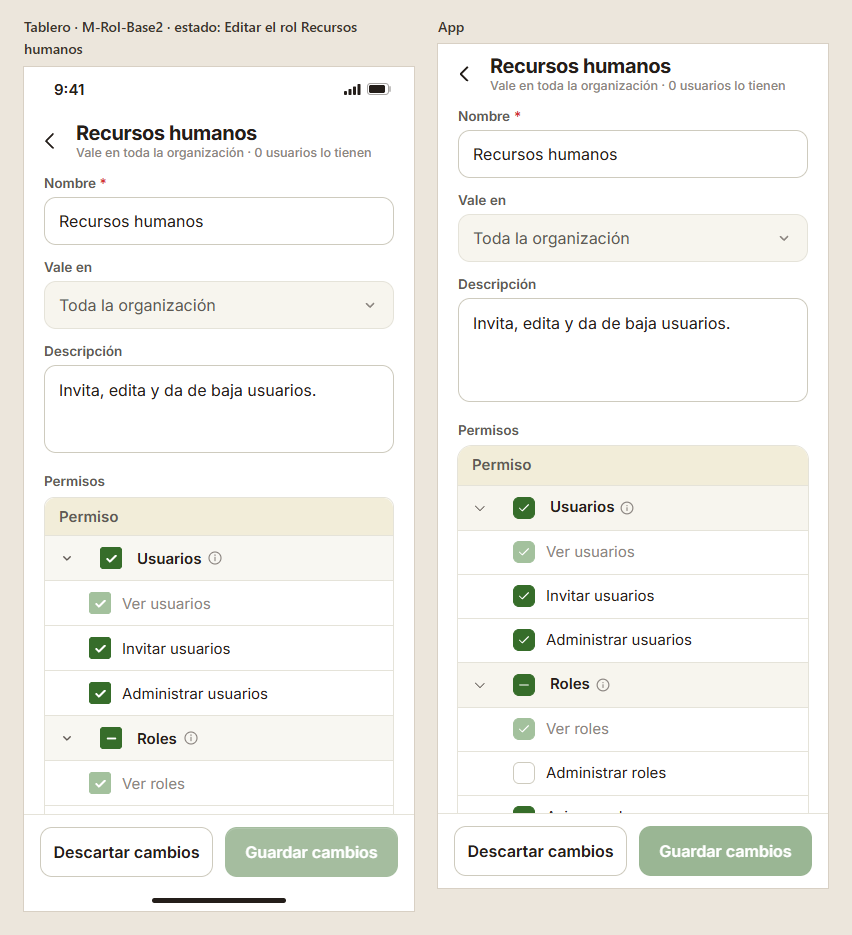 Tablero · M-Rol-Base2 · estado: Editar el rol Recursos
humanos
9:41
Recursos humanos
Vale en toda la organización · 0 usuarios lo tienen
Nombre *
Recursos humanos
Vale en
Toda la organización
Descripción
Invita, edita y da de baja usuarios.
Permisos
Permiso
Usuarios
Ver usuarios
Invitar usuarios
Administrar usuarios
Roles
Ver roles
Descartar cambios
Guardar cambios
App
Recursos humanos
Vale en toda la organización · 0 usuarios lo tienen
Nombre *
Recursos humanos
Vale en
Toda la organización
Descripción
Invita, edita y da de baja usuarios.
Permisos
Permiso
Usuarios
Ver usuarios
Invitar usuarios
Administrar usuarios
Roles
Ver roles
Administrar roles
Descartar cambios
Guardar cambios